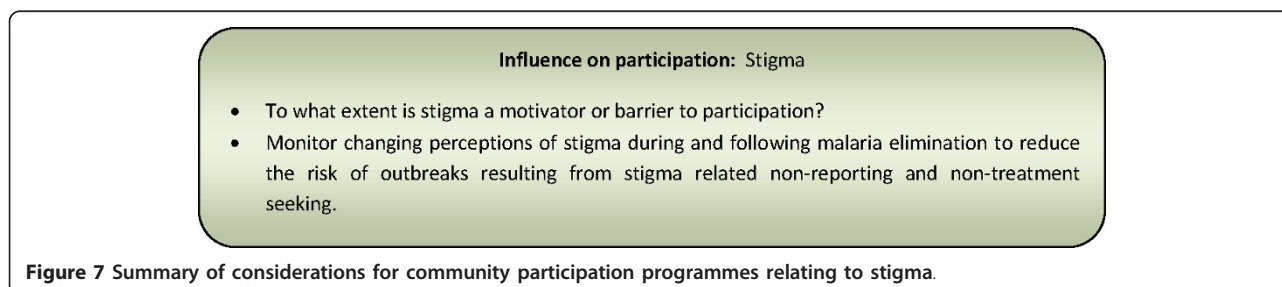 Influence on participation: Stigma
• To what extent is stigma a motivator or barrier to participation?
• Monitor changing perceptions of stigma during and following malaria elimination to reduce
the risk of outbreaks resulting from stigma related non-reporting and non-treatment
seeking.
Figure 7 Summary of considerations for community participation programmes relating to stigma.